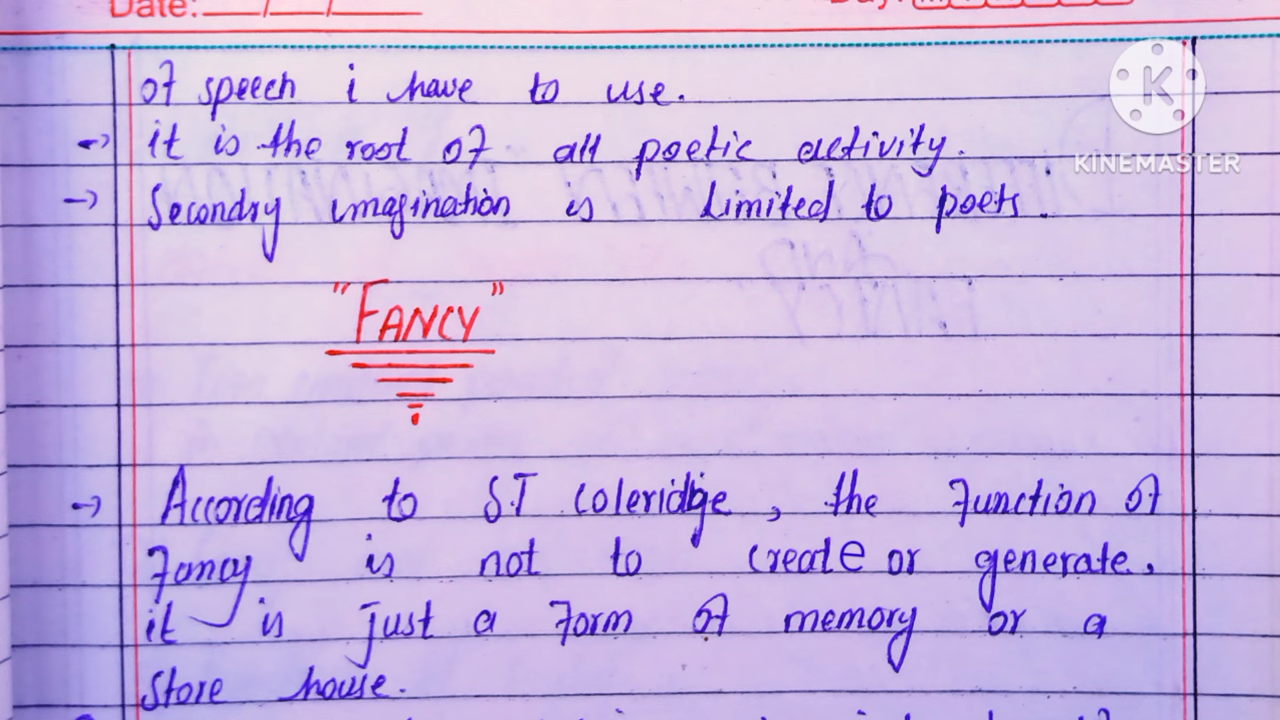 Date:
of speech i have to use.
→ it is the root of all poetic activity.
→ Secondry imagination is Limited to poets.
"FANCY"
→ According to S.T Coleridge, the Function of
Fancy is not to Create or generate.
it is just a Form of memory or a
Store house.
KINEMASTER